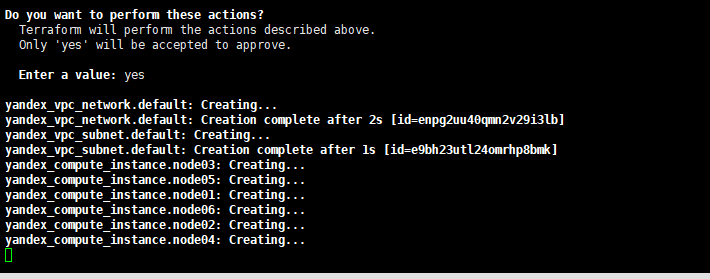 Do you want to perform these actions?
Terraform will perform the actions described above.
Only 'yes' will be accepted to approve.
Enter a value: yes
yandex_vpc_network.default: Creating...
yandex_vpc_network.default: Creation complete after 2s [id=enpg2uu40qmn2v29i3lb]
yandex_vpc_subnet.default: Creating...
yandex_vpc_subnet.default: Creation complete after 1s [id=e9bh23utl24omrhp8bmk]
yandex_compute_instance.node03: Creating...
yandex_compute_instance.node05: Creating...
yandex_compute_instance.node01: Creating...
yandex_compute_instance.node06: Creating...
yandex_compute_instance.node02: Creating...
yandex_compute_instance.node04: Creating...